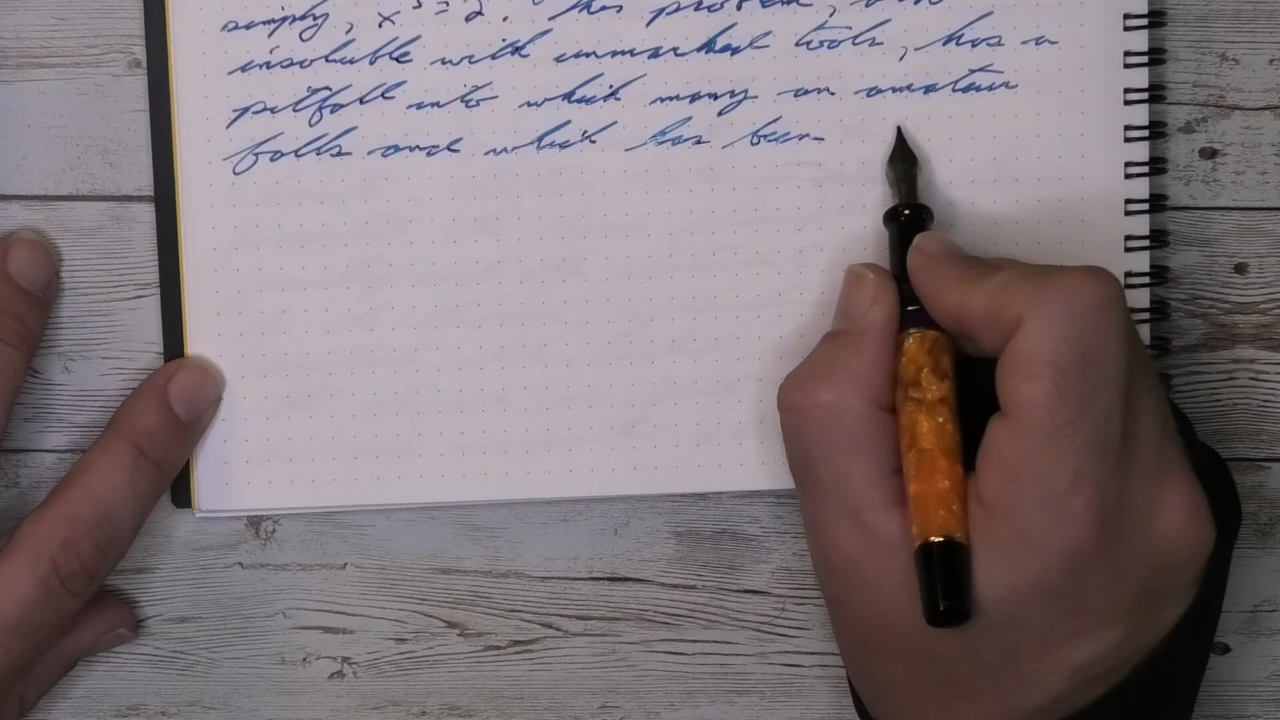 simply, x³ = 2. This problem,
insoluble with unmarked tools, has a
pitfall into which many an amateur
falls and which has been